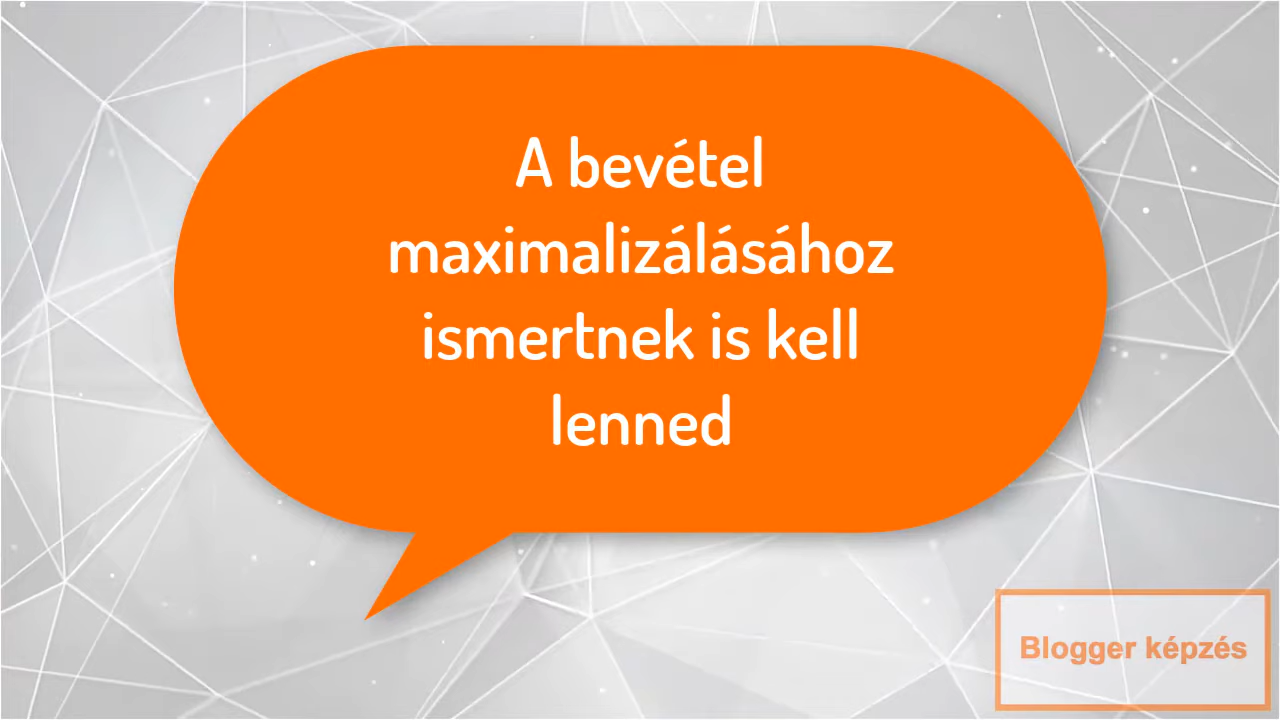 A bevétel
maximalizálásához
ismertnek is kell
lenned
Blogger képzés